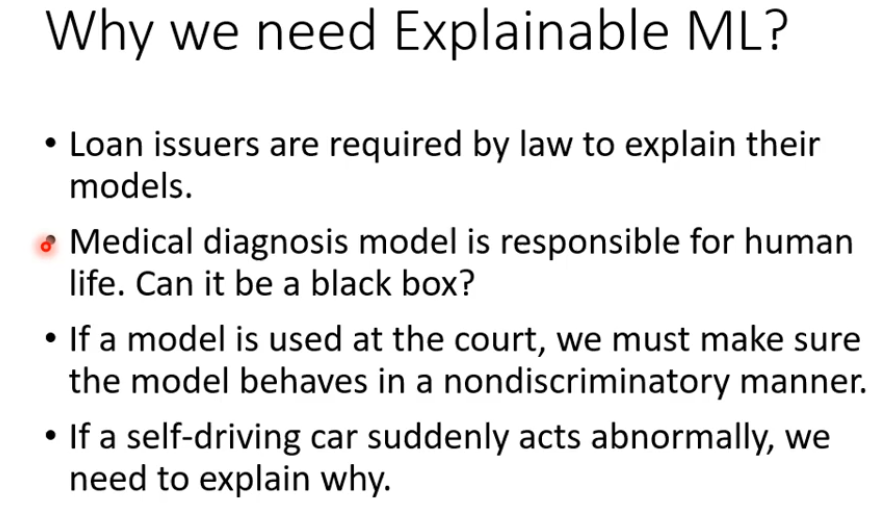 Why we need Explainable ML?
• Loan issuers are required by law to explain their
models.
• Medical diagnosis model is responsible for human
life. Can it be a black box?
• If a model is used at the court, we must make sure
the model behaves in a nondiscriminatory manner.
• If a self-driving car suddenly acts abnormally, we
need to explain why.